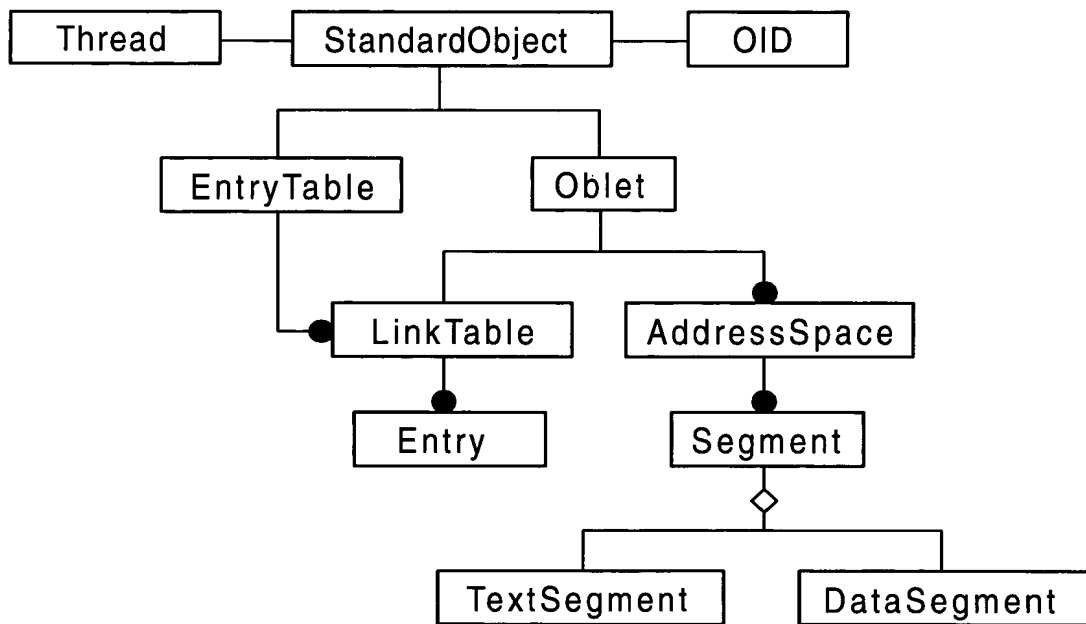 Thread
StandardObject
OID
EntryTable
Oblet
LinkTable
AddressSpace
Entry
Segment
TextSegment
DataSegment